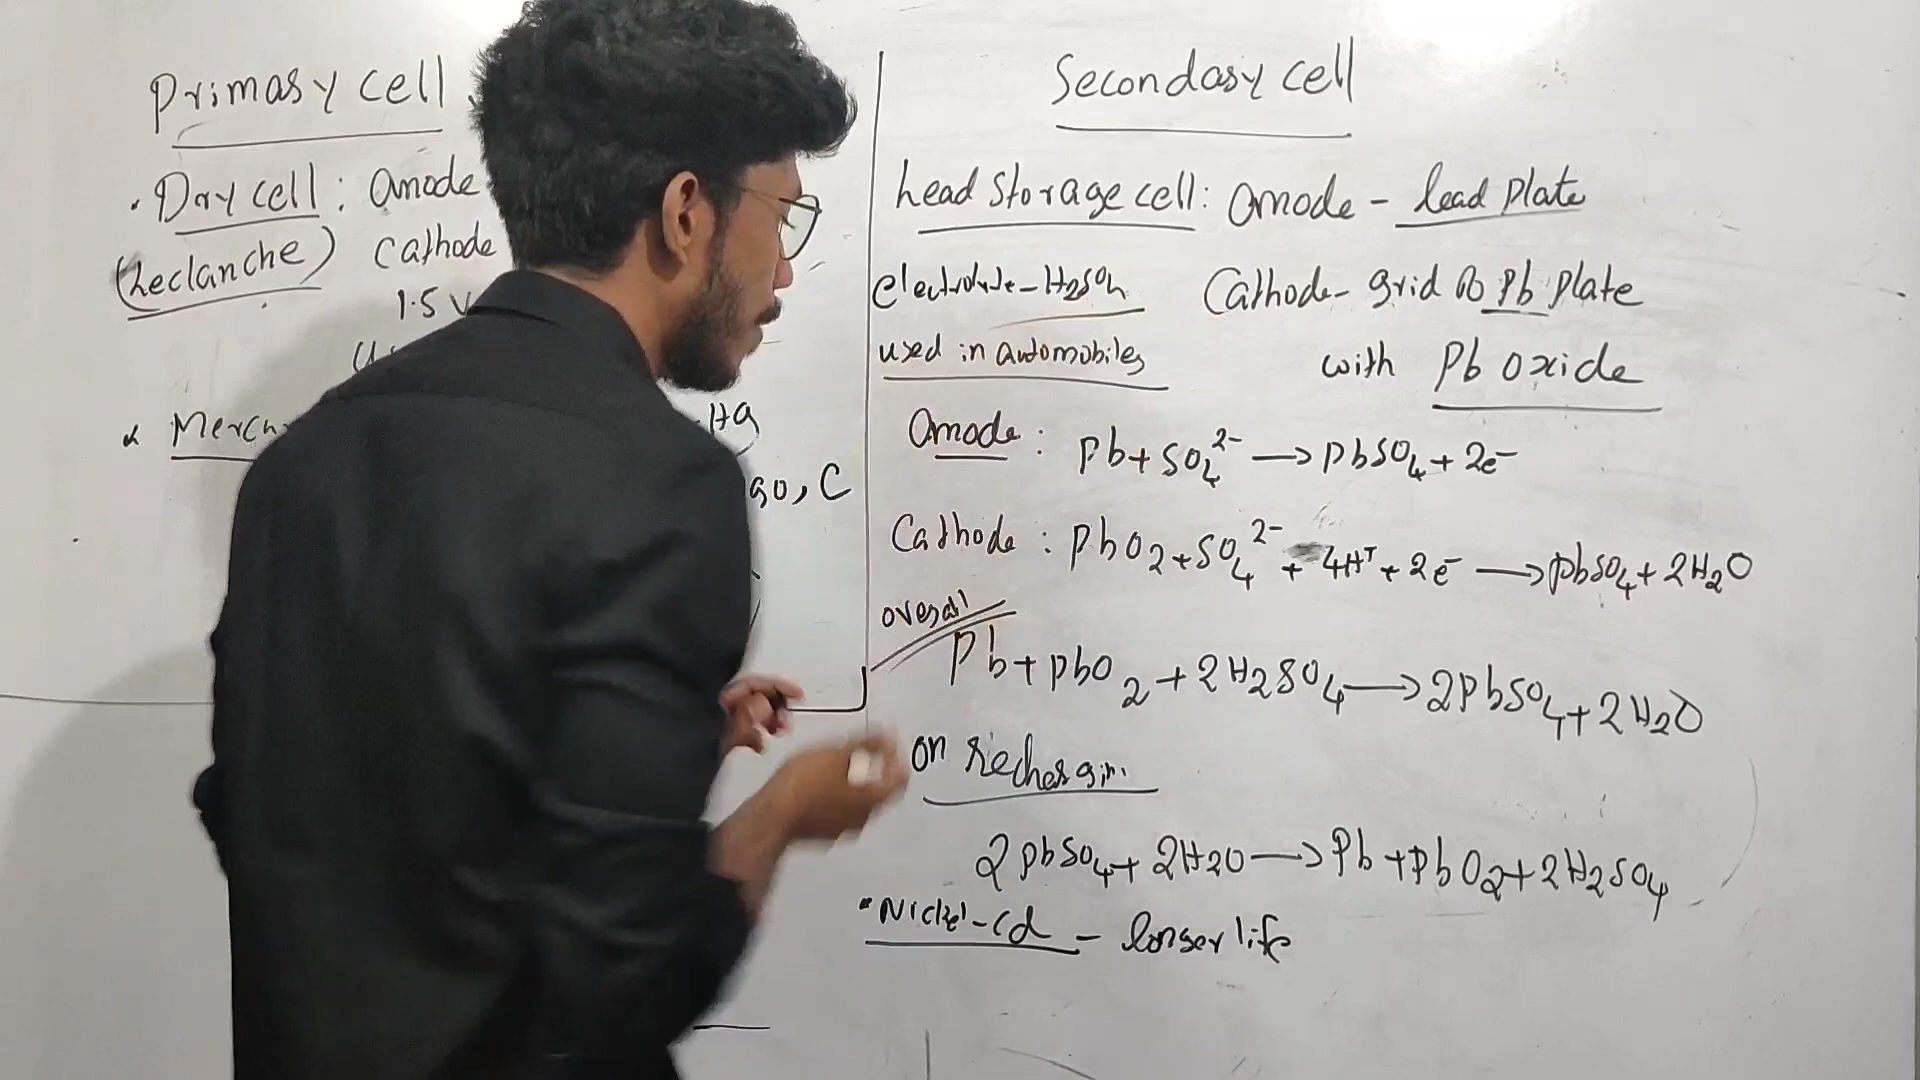 Primary cell
• Dry cell : Anode
(Leclanche) Cathode
1.5 V
Hg
go, C
Secondary cell
Lead storage cell : Anode - lead plate
electrolyte - H2SO4 Cathode - grid of Pb plate
used in automobiles with Pb oxide
Anode : Pb + SO4^2- → PbSO4 + 2e-
Cathode : PbO2 + SO4^2- + 4H+ + 2e- → PbSO4 + 2H2O
overall
Pb + PbO2 + 2H2SO4 → 2PbSO4 + 2H2O
on
2PbSO4 + 2H2O → Pb + PbO2 + 2H2SO4
• Nickel-Cd - longer life